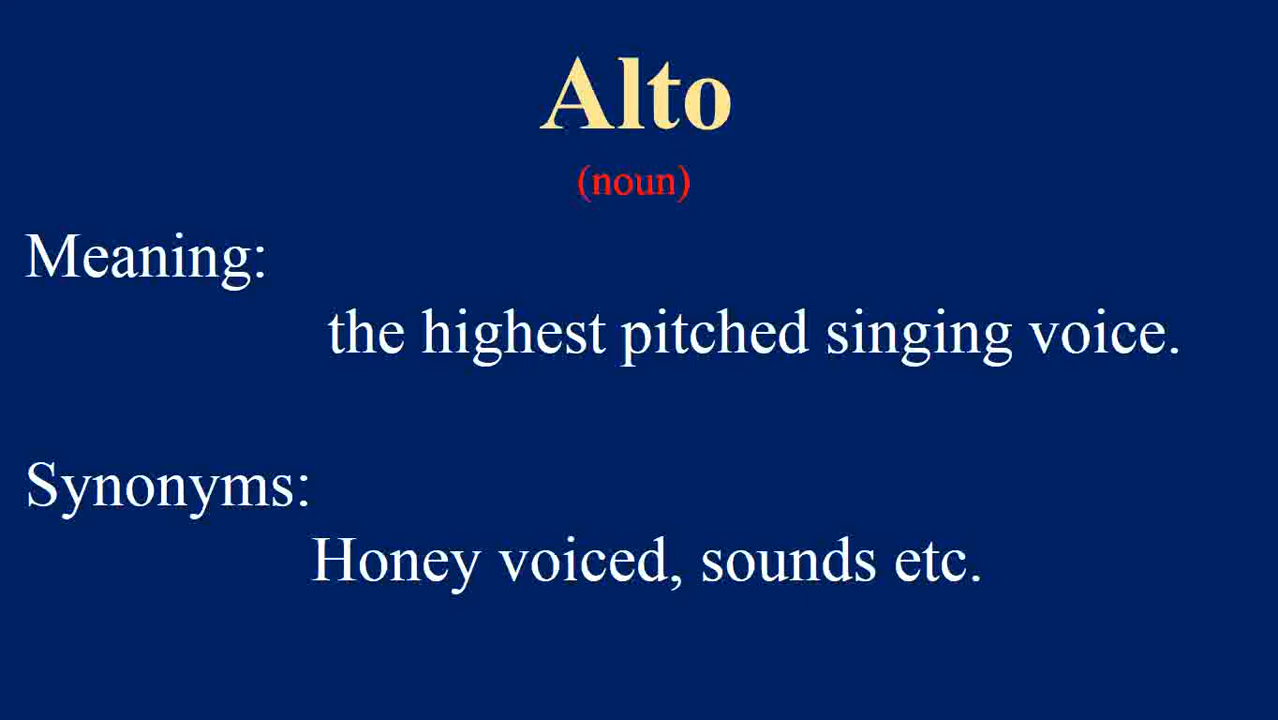 Alto
(noun)
Meaning:
the highest pitched singing voice.
Synonyms:
Honey voiced, sounds etc.